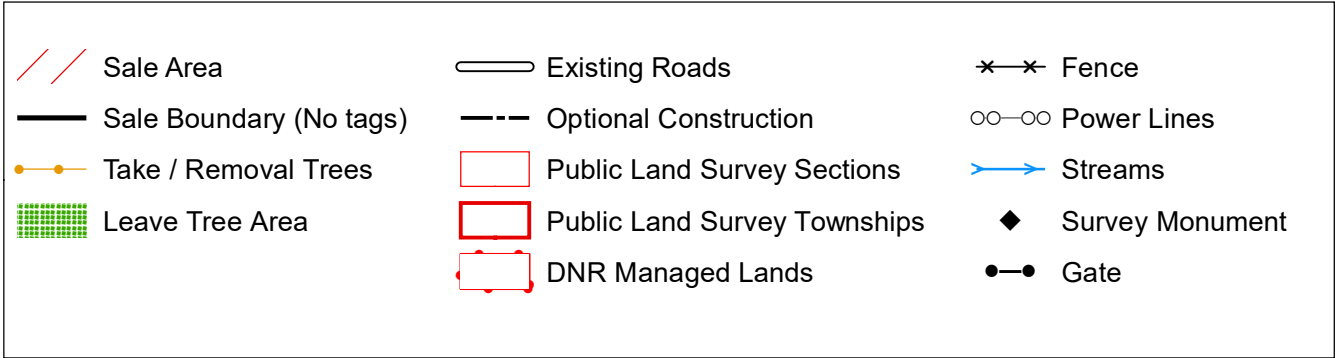 Sale Area
Sale Boundary (No tags)
Take / Removal Trees
Leave Tree Area
Existing Roads
Optional Construction
Public Land Survey Sections
Public Land Survey Townships
DNR Managed Lands
Fence
Power Lines
Streams
Survey Monument
Gate